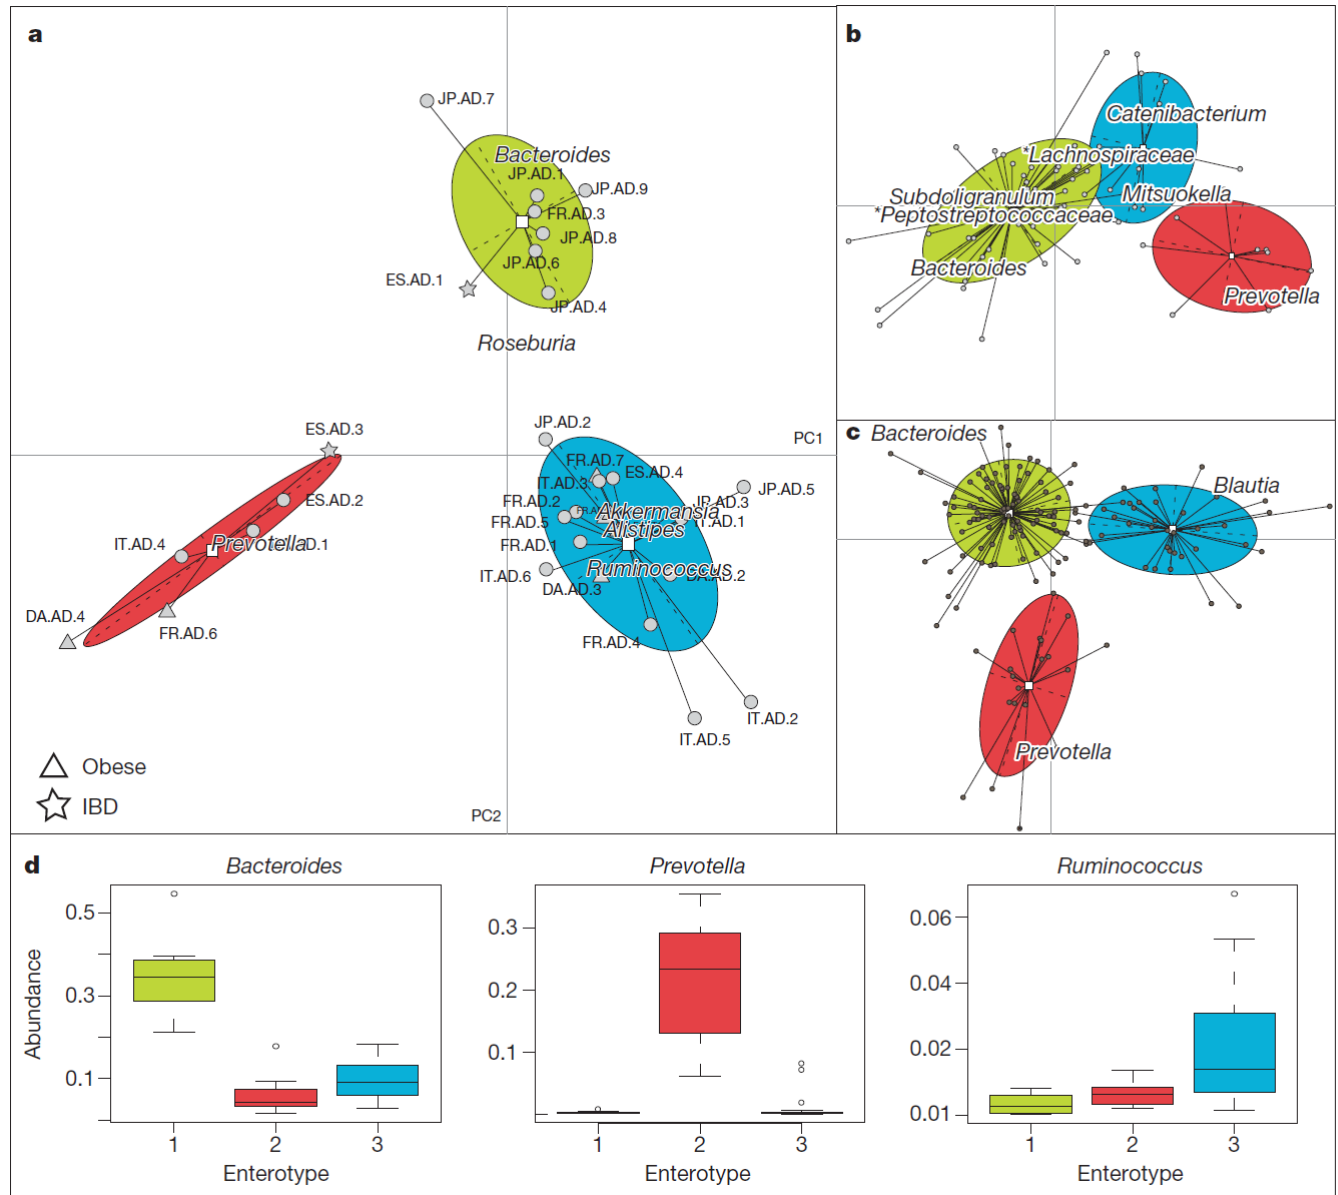 a
JP.AD.7
Bacteroides
JP.AD.1
JP.AD.9
FR.AD.3
JP.AD.8
JP.AD.6
ES.AD.1
JP.AD.4
Roseburia
PC1
ES.AD.3
ES.AD.2
IT.AD.4
Prevotella
DA.AD.4
FR.AD.6
JP.AD.2
FR.AD.7
ES.AD.4
IT.AD.3
JP.AD.5
FR.AD.2
JP.AD.3
Akkermansia
FR.AD.5
IT.AD.1
Alistipes
FR.AD.1
Ruminococcus
IT.AD.6
DA.AD.2
DA.AD.3
FR.AD.4
IT.AD.2
IT.AD.5
Obese
IBD
PC2
b
Catenibacterium
*Lachnospiraceae
Subdoligranulum
Mitsuokella
*Peptostreptococcaceae
Bacteroides
Prevotella
c
Bacteroides
Blautia
Prevotella
d
Bacteroides
Abundance
0.5
0.3
0.1
1 2 3
Enterotype
Prevotella
0.3
0.2
0.1
1 2 3
Enterotype
Ruminococcus
0.06
0.04
0.02
0.01
1 2 3
Enterotype